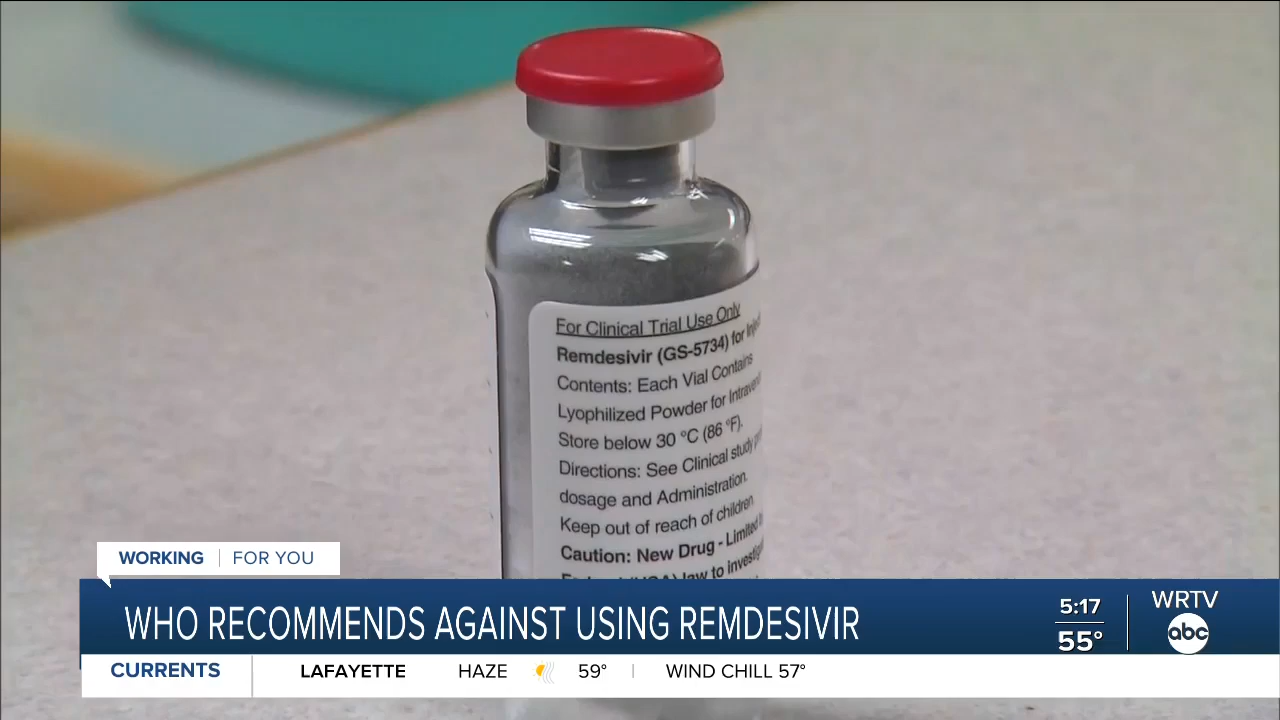 For Clinical Trial Use Only
Remdesivir (GS-5734) for
Contents: Each Vial Contains
Lyophilized Powder for
Store below 30 °C (86 °F).
Directions: See Clinical study
dosage and Administration.
Keep out of reach of children
Caution: New Drug - Limited
law to
WORKING | FOR YOU
WHO RECOMMENDS AGAINST USING REMDESIVIR
5:17
55°
WRTV
abc
CURRENTS LAFAYETTE HAZE 59° | WIND CHILL 57°